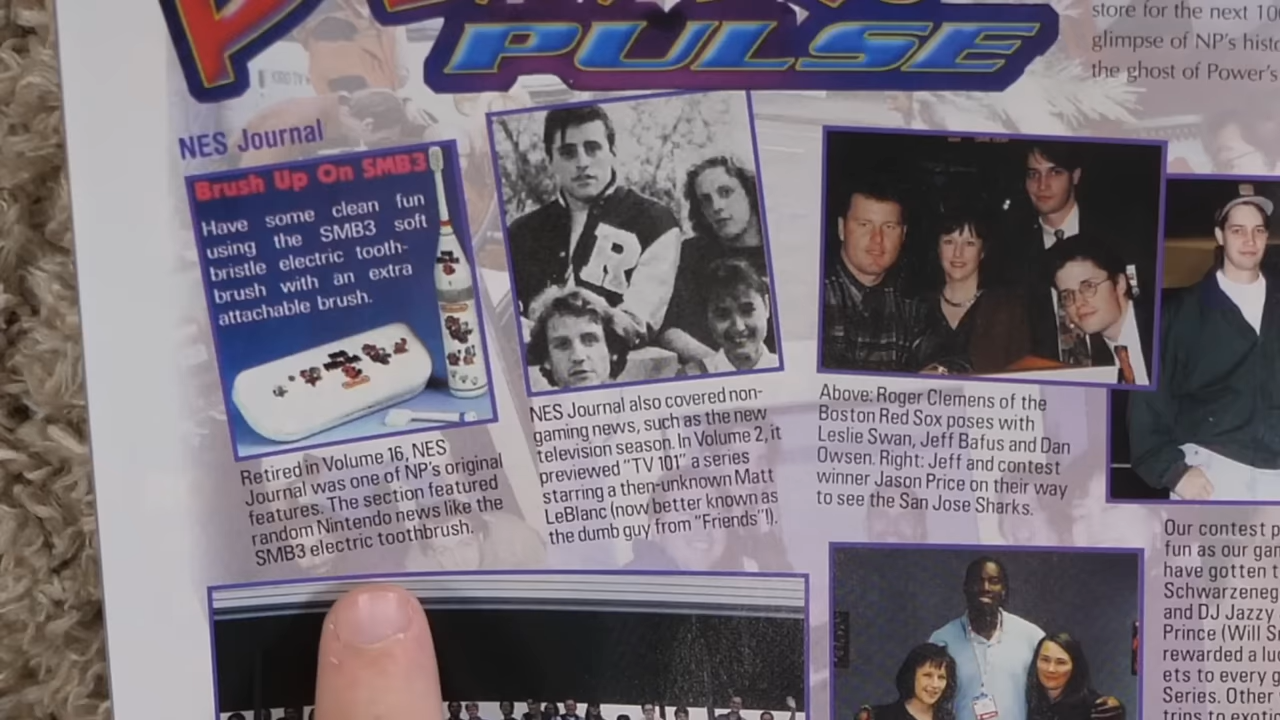 PULSE
store for the next
glimpse of NP's
the ghost of Power's
NES Journal
Brush Up On SMB3
Have some clean fun
using the SMB3 soft
bristle electric tooth-
brush with an extra
attachable brush.
R
Retired in Volume 16, NES
Journal was one of NP's original
features. The section featured
random Nintendo news like the
SMB3 electric toothbrush.
NES Journal also covered non-
gaming news, such as the new
television season. In Volume 2, it
previewed "TV 101" a series
starring a then-unknown Matt
LeBlanc (now better known as
the dumb guy from "Friends"!).
Above: Roger Clemens of the
Boston Red Sox poses with
Leslie Swan, Jeff Bafus and Dan
Owsen. Right: Jeff and contest
winner Jason Price on their way
to see the San Jose Sharks.
Our contest
fun as our
have gotten
Schwarzeneg
and DJ Jazzy
Prince (Will
rewarded a
ets to every
Series. Other
trips to